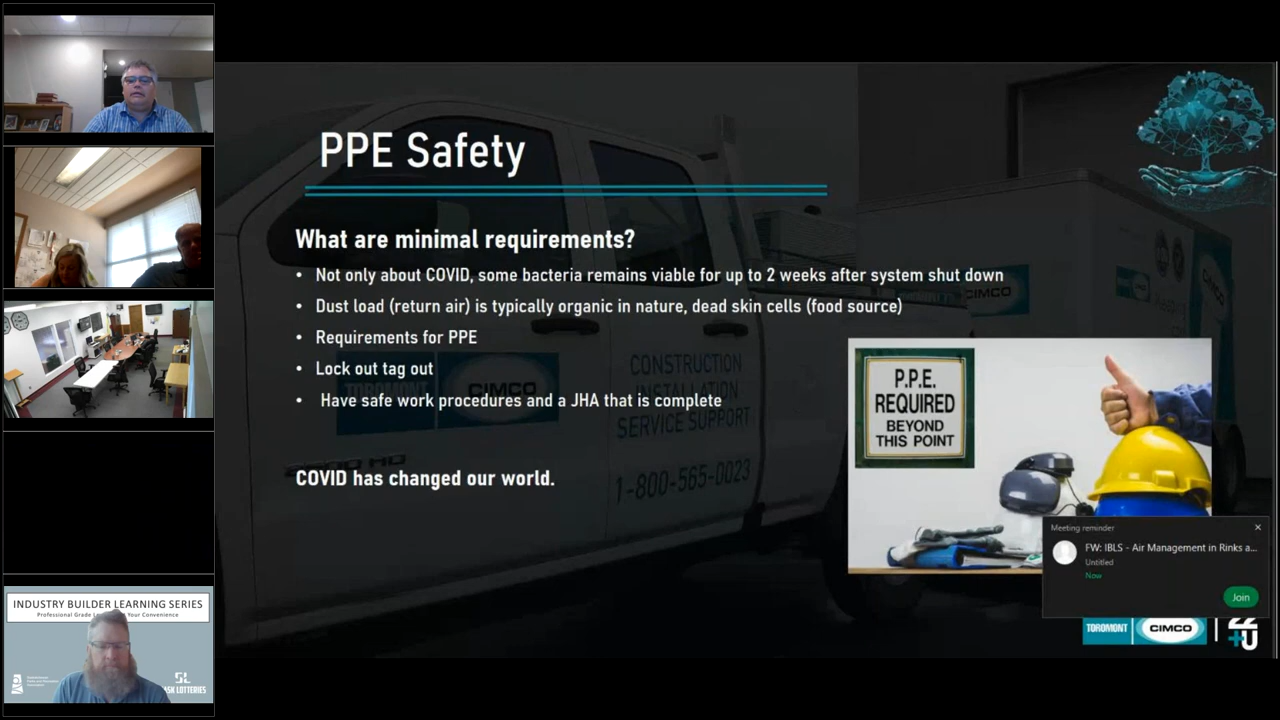 PPE Safety
What are minimal requirements?
• Not only about COVID, some bacteria remains viable for up to 2 weeks after system shut down
• Dust load (return air) is typically organic in nature, dead skin cells (food source)
• Requirements for PPE
• Lock out tag out
• Have safe work procedures and a JHA that is complete
COVID has changed our world.
TOROMONT CIMCO
CONSTRUCTION
INSTALLATION
SERVICE SUPPORT
1-800-565-0023
CIMCO
P.P.E.
REQUIRED
BEYOND
THIS POINT
Meeting reminder
FW: IBLS - Air Management in Rinks a...
Untitled
Now
Join
TOROMONT CIMCO
+U
INDUSTRY BUILDER LEARNING SERIES
Professional Grade Your Convenience
SL
SASK LOTTERIES